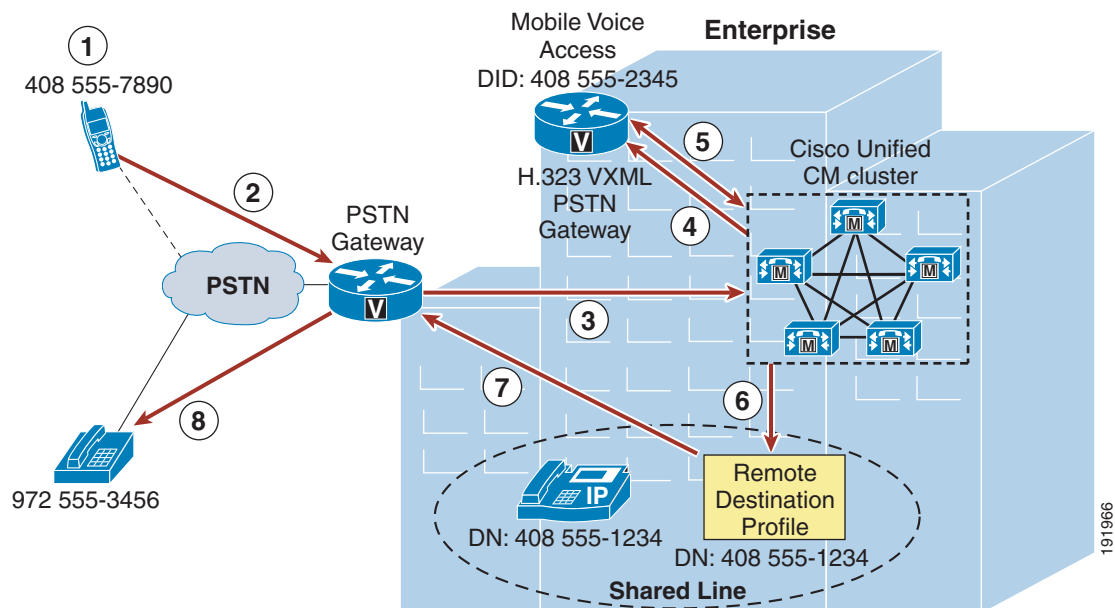 1
408 555-7890
2
Mobile Voice
Access
DID: 408 555-2345
Enterprise
V
H.323 VXML
PSTN
Gateway
5
4
Cisco Unified
CM cluster
M
M
M
M
M
PSTN
Gateway
V
PSTN
3
7
6
8
972 555-3456
IP
DN: 408 555-1234
Remote
Destination
Profile
DN: 408 555-1234
Shared Line
191966